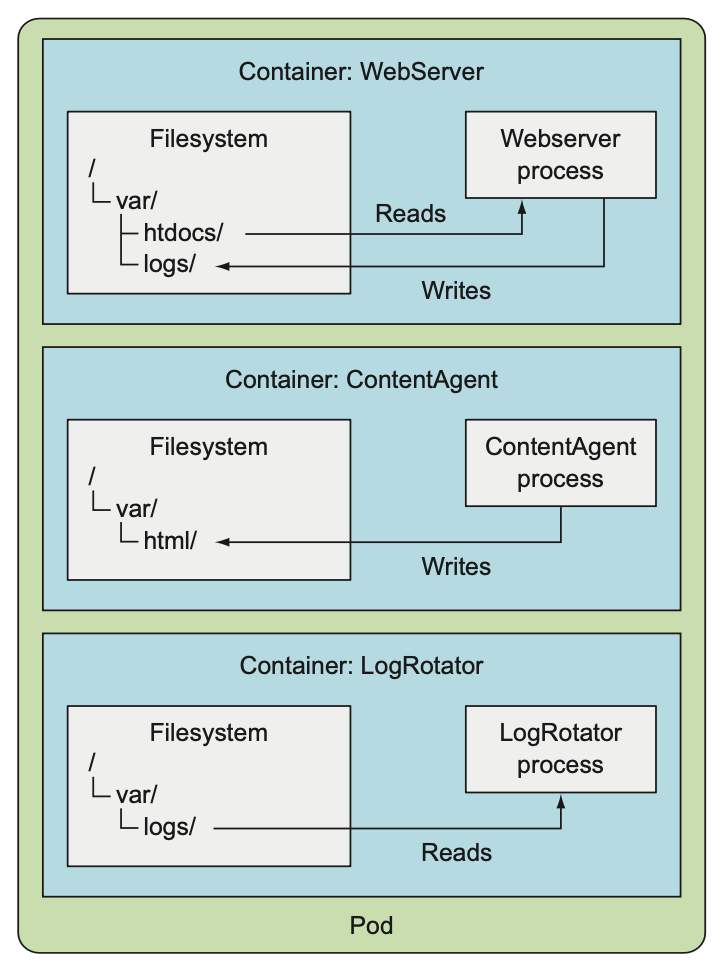 Container: WebServer
Filesystem
/
var/
htdocs/
logs/
Webserver
process
Reads
Writes
Container: ContentAgent
Filesystem
/
var/
html/
ContentAgent
process
Writes
Container: LogRotator
Filesystem
/
var/
logs/
LogRotator
process
Reads
Pod